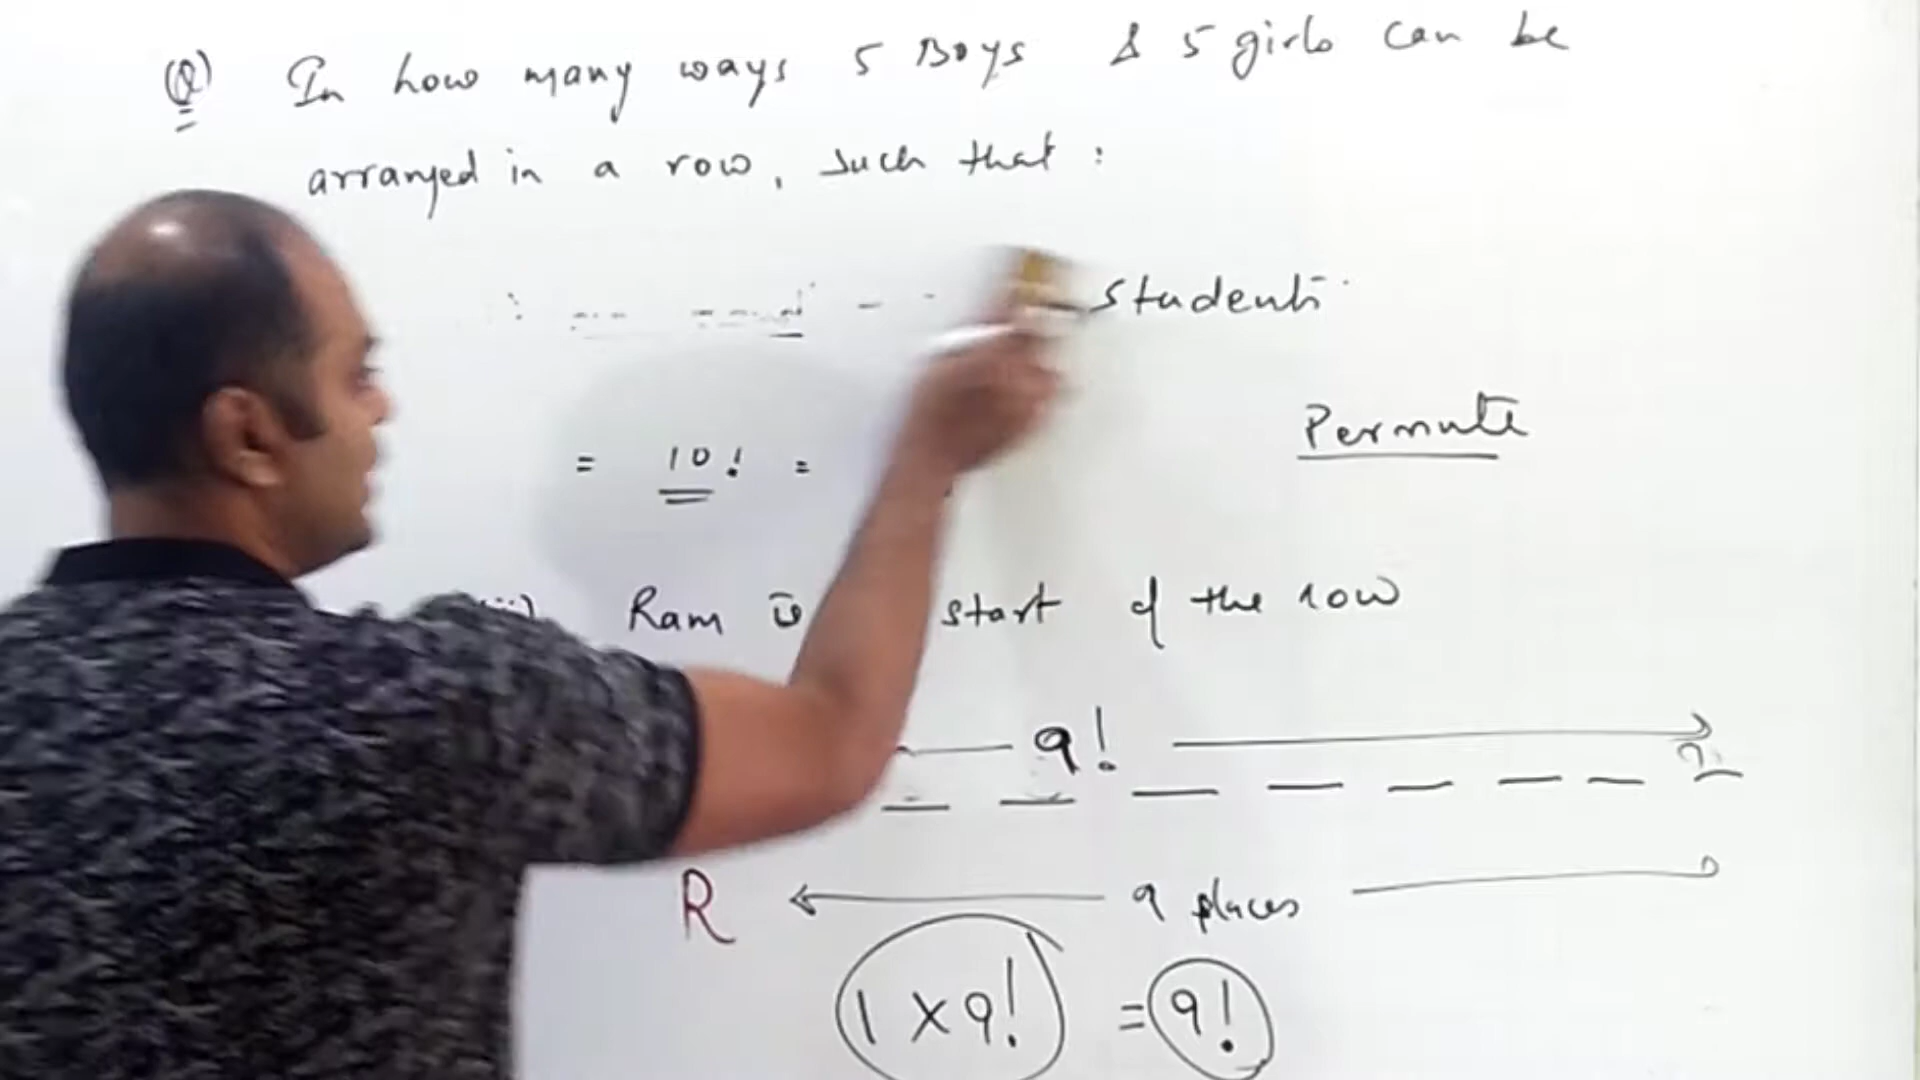 (Q) In how many ways 5 Boys & 5 girls can be
arranged in a row, such that :
Students
= 10! =
Permute
Ram is start of the row
9!
R 9 places
1 X 9! = 9!